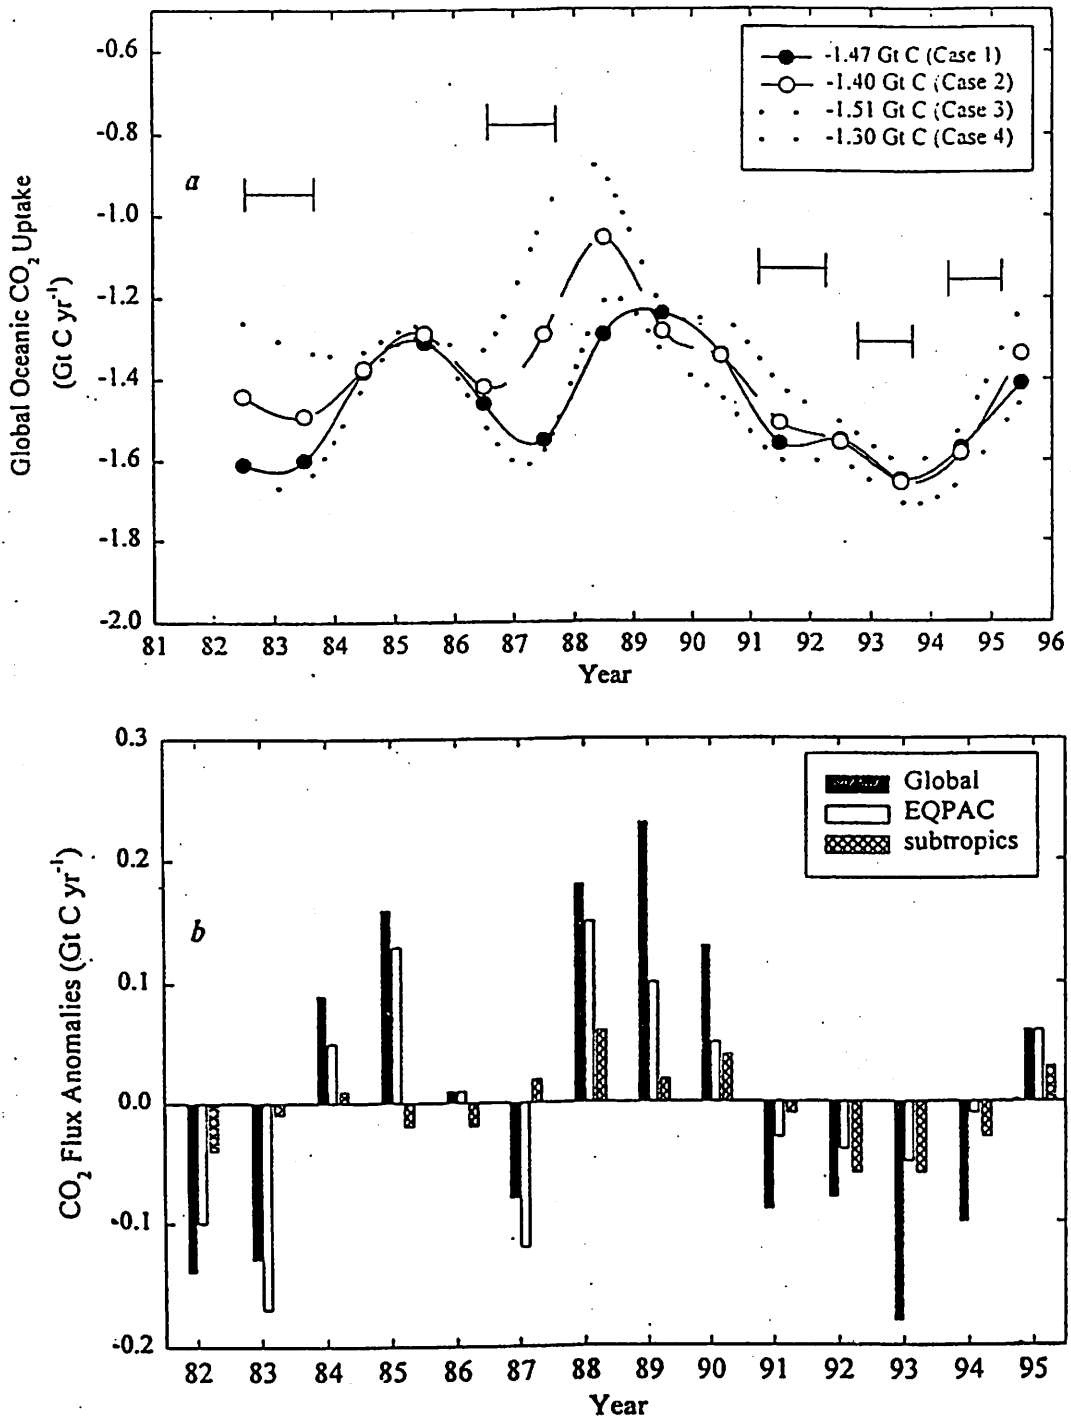 -0.6
-0.8
-1.0
-1.2
-1.4
-1.6
-1.8
-2.0
Global Oceanic CO2 Uptake
(Gt C yr-1)
a
-1.47 Gt C (Case 1)
-1.40 Gt C (Case 2)
-1.51 Gt C (Case 3)
-1.30 Gt C (Case 4)
81 82 83 84 85 86 87 88 89 90 91 92 93 94 95 96
Year
0.3
0.2
0.1
0.0
-0.1
-0.2
CO2 Flux Anomalies (Gt C yr-1)
b
Global
EQPAC
subtropics
82 83 84 85 86 87 88 89 90 91 92 93 94 95
Year